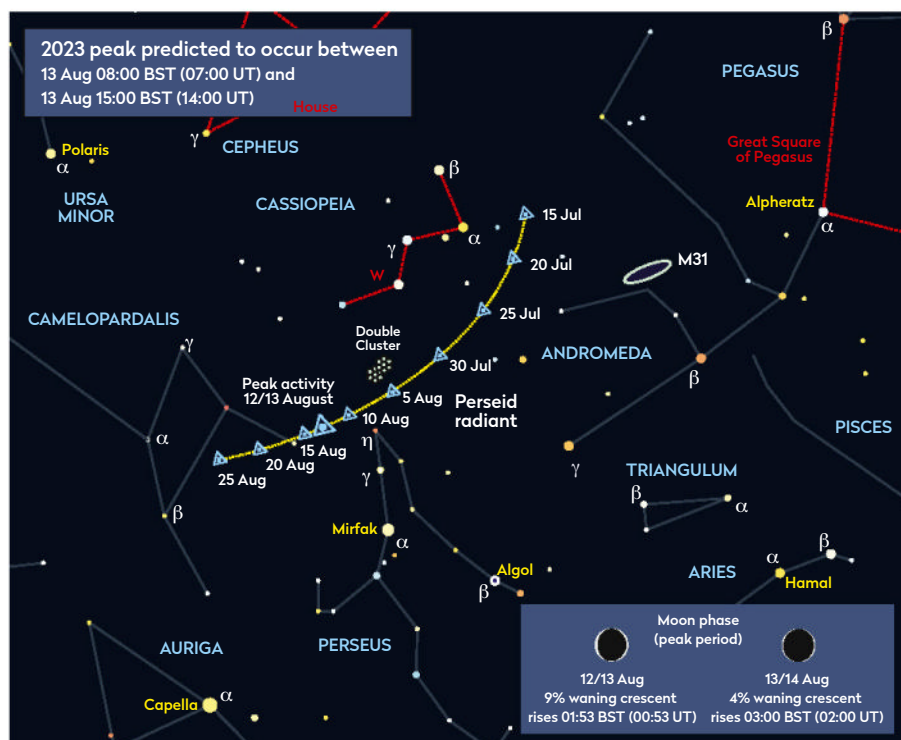 2023 peak predicted to occur between
13 Aug 08:00 BST (07:00 UT) and
13 Aug 15:00 BST (14:00 UT)
House
γ
CEPHEUS
Polaris
α
URSA
MINOR
CASSIOPEIA
β
α
γ
W
β
PEGASUS
Great Square
of Pegasus
Alpheratz
α
15 Jul
20 Jul
25 Jul
30 Jul
5 Aug
10 Aug
15 Aug
20 Aug
25 Aug
M31
CAMELOPARDALIS
γ
α
β
Double
Cluster
Peak activity
12/13 August
Perseid
radiant
ANDROMEDA
β
γ
PISCES
TRIANGULUM
β
α
η
γ
Mirfak
α
Algol
β
ARIES
α
β
Hamal
PERSEUS
AURIGA
Capella
α
Moon phase
(peak period)
12/13 Aug
9% waning crescent
rises 01:53 BST (00:53 UT)
13/14 Aug
4% waning crescent
rises 03:00 BST (02:00 UT)